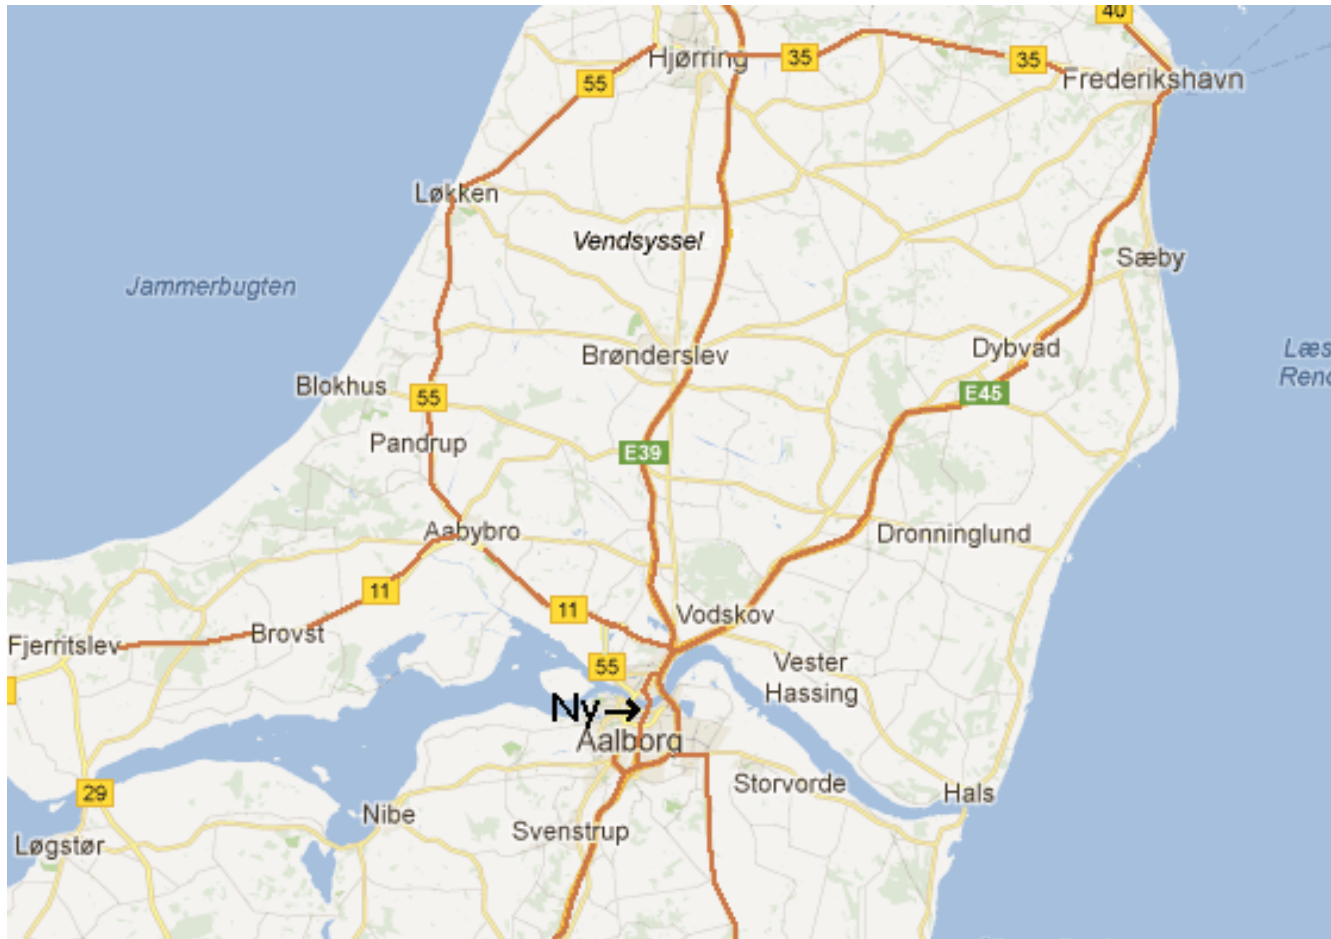 40
Hjørring
35
35
55
Frederikshavn
Løkken
Vendsyssel
Sæby
Jammerbugten
Dybvad
Læs
Rend
Brønderslev
Blokhus
E45
55
Pandrup
E39
Aabybro
Dronninglund
11
11
Vodskov
Brovst
Fjerritslev
55
Vester
Hassing
Ny
Aalborg
29
Storvorde
Hals
Nibe
Svenstrup
Løgstør